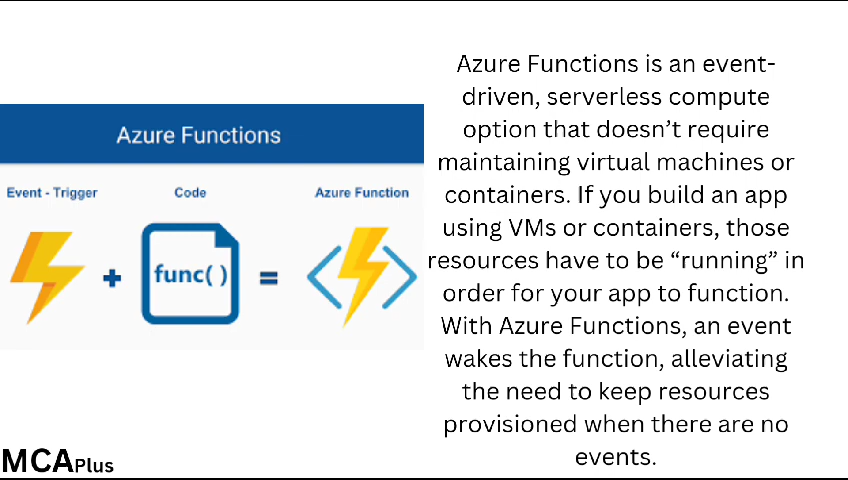 Azure Functions
Event - Trigger
Code
Azure Function
+
func( )
=
Azure Functions is an event-
driven, serverless compute
option that doesn’t require
maintaining virtual machines or
containers. If you build an app
using VMs or containers, those
resources have to be “running” in
order for your app to function.
With Azure Functions, an event
wakes the function, alleviating
the need to keep resources
provisioned when there are no
events.
MCAPlus